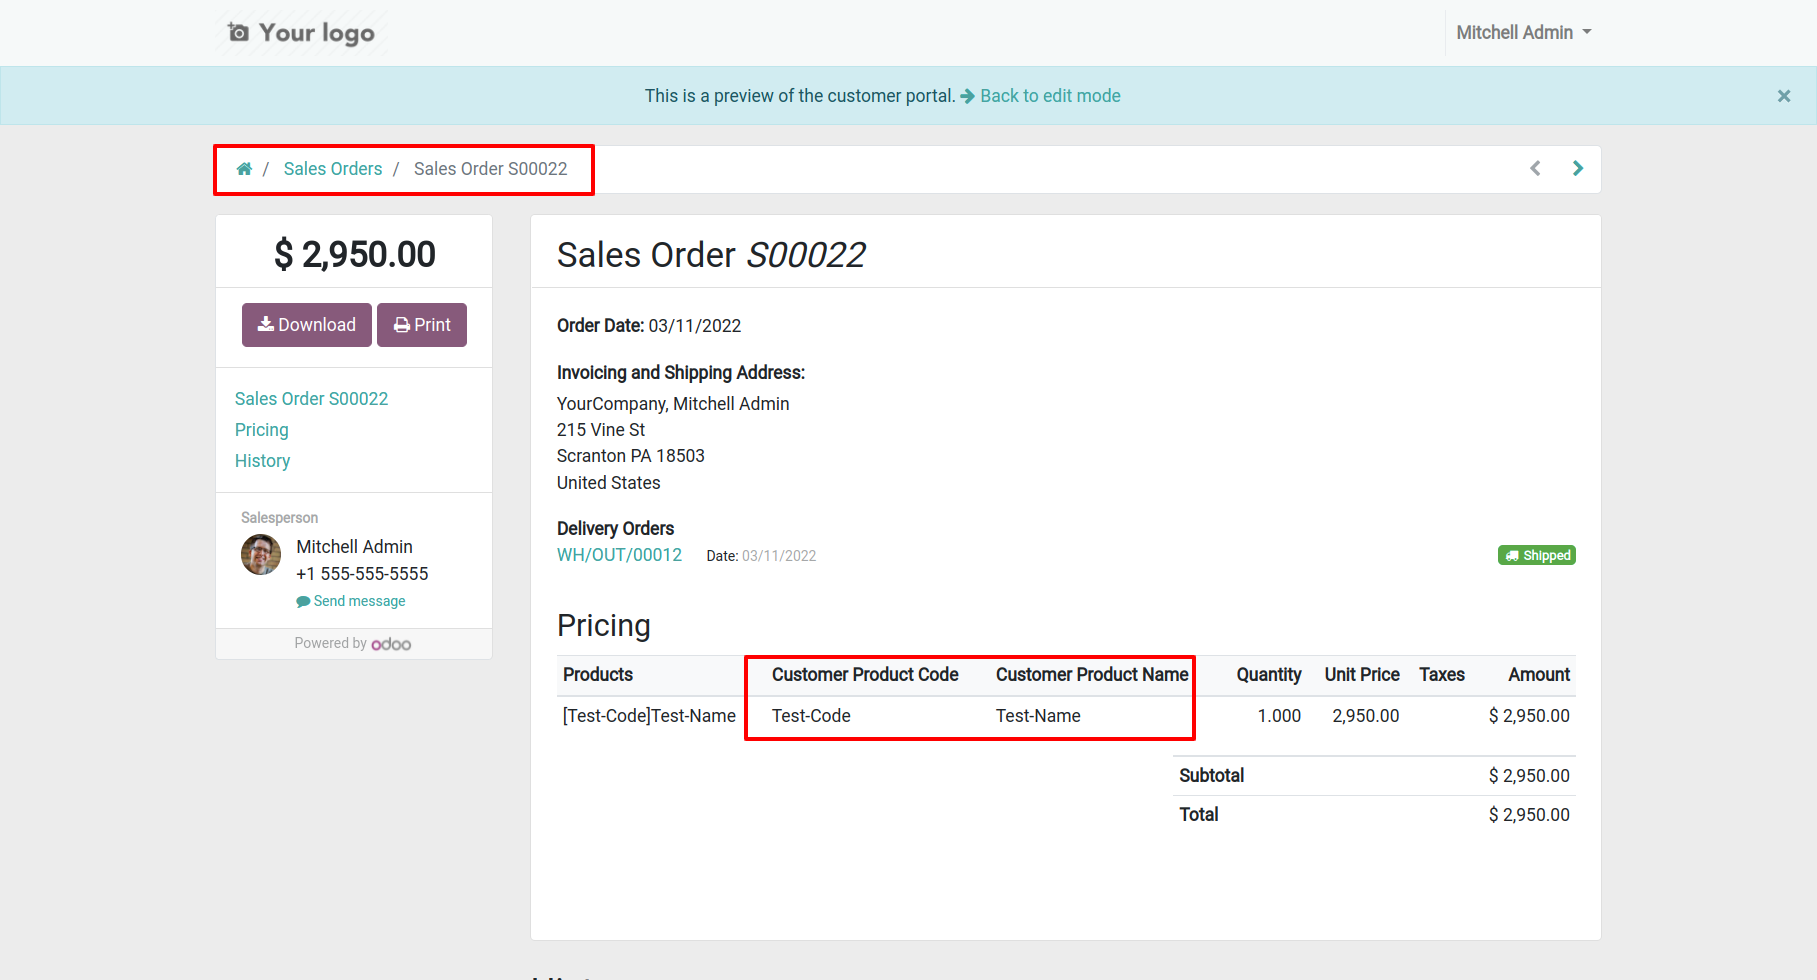 Your logo
Mitchell Admin
This is a preview of the customer portal. Back to edit mode
/ Sales Orders / Sales Order S00022
$ 2,950.00
Download Print
Sales Order S00022
Pricing
History
Salesperson
Mitchell Admin
+1 555-555-5555
Send message
Powered by odoo
Sales Order S00022
Order Date: 03/11/2022
Invoicing and Shipping Address:
YourCompany, Mitchell Admin
215 Vine St
Scranton PA 18503
United States
Delivery Orders
WH/OUT/00012 Date: 03/11/2022 Shipped
Pricing
Products Customer Product Code Customer Product Name Quantity Unit Price Taxes Amount
[Test-Code]Test-Name Test-Code Test-Name 1.000 2,950.00 $ 2,950.00
Subtotal $ 2,950.00
Total $ 2,950.00